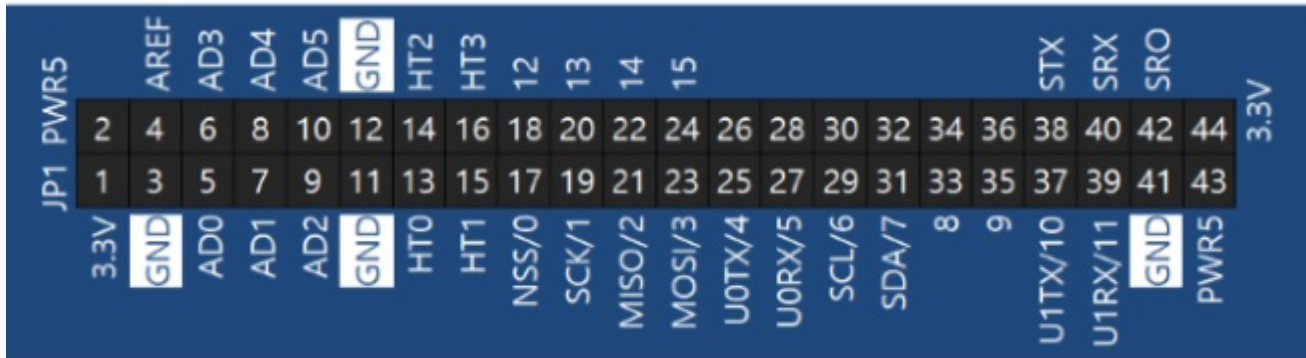 JP1 PWR5 AREF AD3 AD4 AD5 GND HT2 HT3 12 13 14 15 STX SRX SRO
2 4 6 8 10 12 14 16 18 20 22 24 26 28 30 32 34 36 38 40 42 44 3.3V
1 3 5 7 9 11 13 15 17 19 21 23 25 27 29 31 33 35 37 39 41 43
3.3V GND AD0 AD1 AD2 GND HT0 HT1 NSS/0 SCK/1 MISO/2 MOSI/3 U0TX/4 U0RX/5 SCL/6 SDA/7 8 9 U1TX/10 U1RX/11 GND PWR5